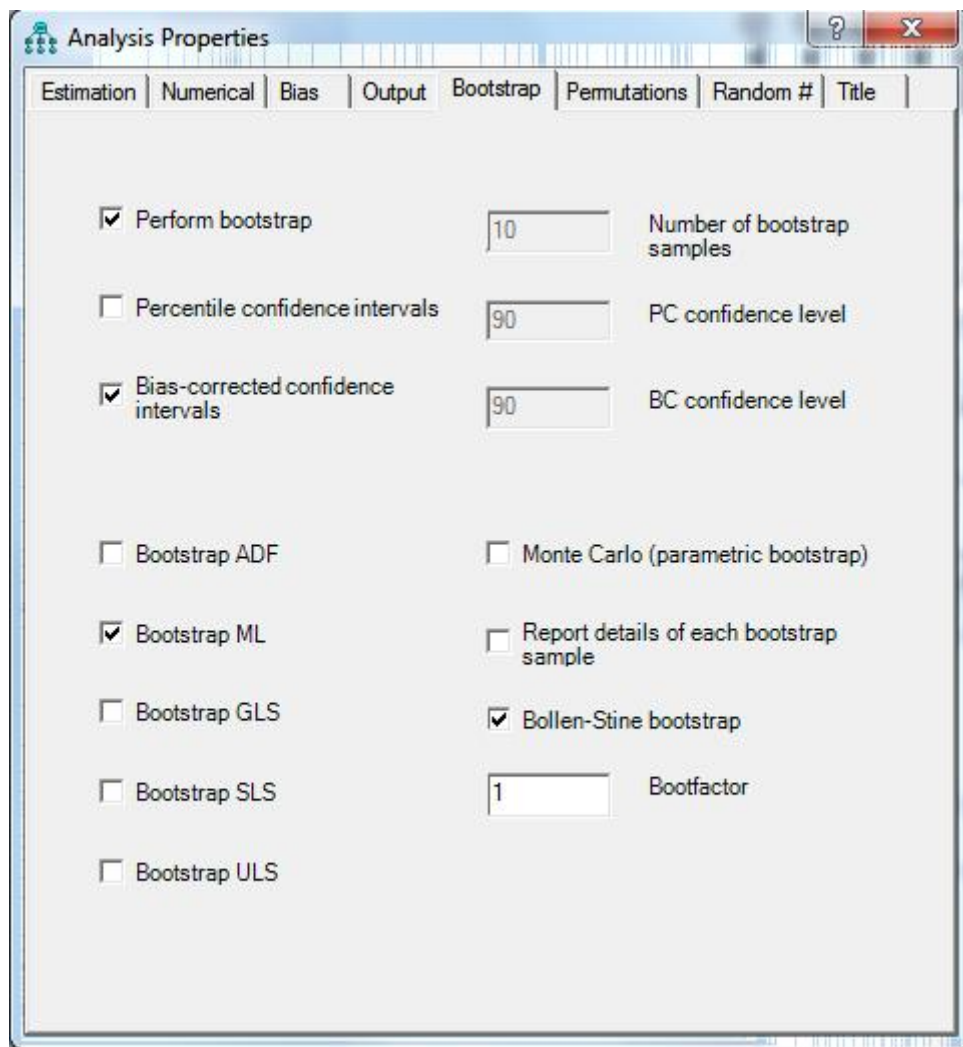 Analysis Properties
Estimation Numerical Bias Output Bootstrap Permutations Random # Title
Perform bootstrap
10
Number of bootstrap
samples
Percentile confidence intervals
90
PC confidence level
Bias-corrected confidence
intervals
90
BC confidence level
Bootstrap ADF
Monte Carlo (parametric bootstrap)
Bootstrap ML
Report details of each bootstrap
sample
Bootstrap GLS
Bollen-Stine bootstrap
Bootstrap SLS
1
Bootfactor
Bootstrap ULS